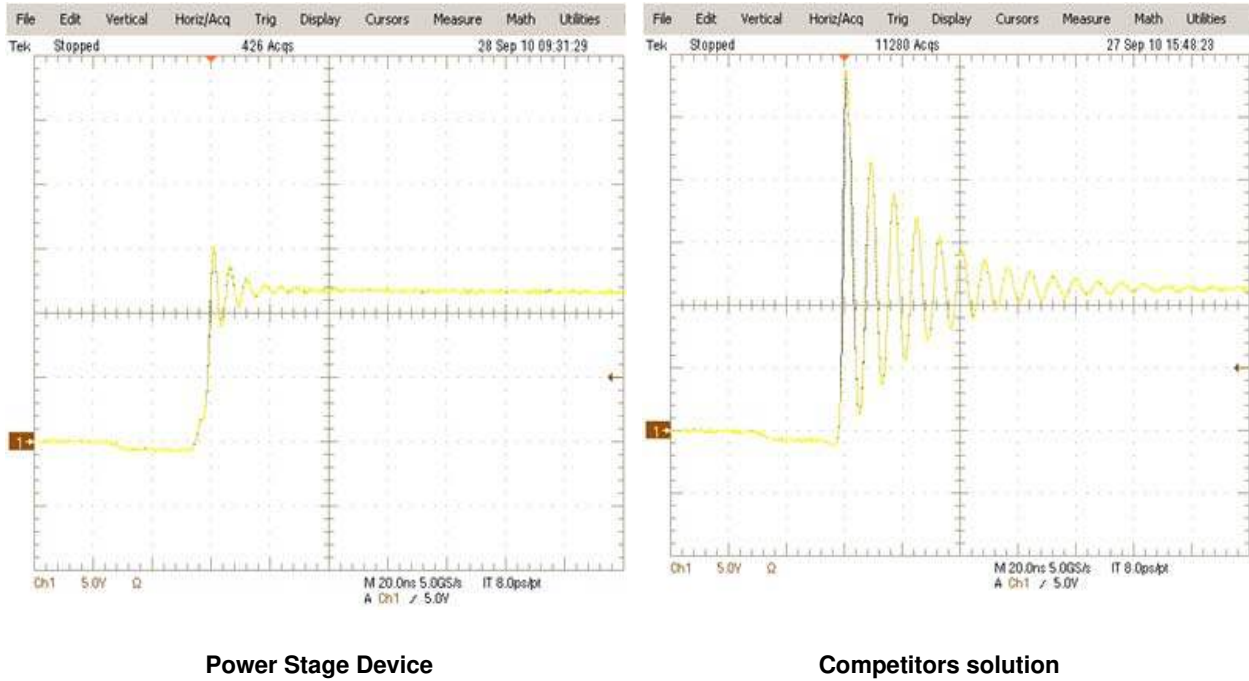 File Edit Vertical Horiz/Acq Trig Display Cursors Measure Math Utilities
Tek Stopped 426 Acqs 28 Sep 10 09:31:29
1
Ch1 5.0V Ω M 20.0ns 5.0GS/s IT 8.0ps/pt
A Ch1 / 5.0V
File Edit Vertical Horiz/Acq Trig Display Cursors Measure Math Utilities
Tek Stopped 11280 Acqs 27 Sep 10 15:48:23
1
Ch1 5.0V Ω M 20.0ns 5.0GS/s IT 8.0ps/pt
A Ch1 / 5.0V
Power Stage Device
Competitors solution